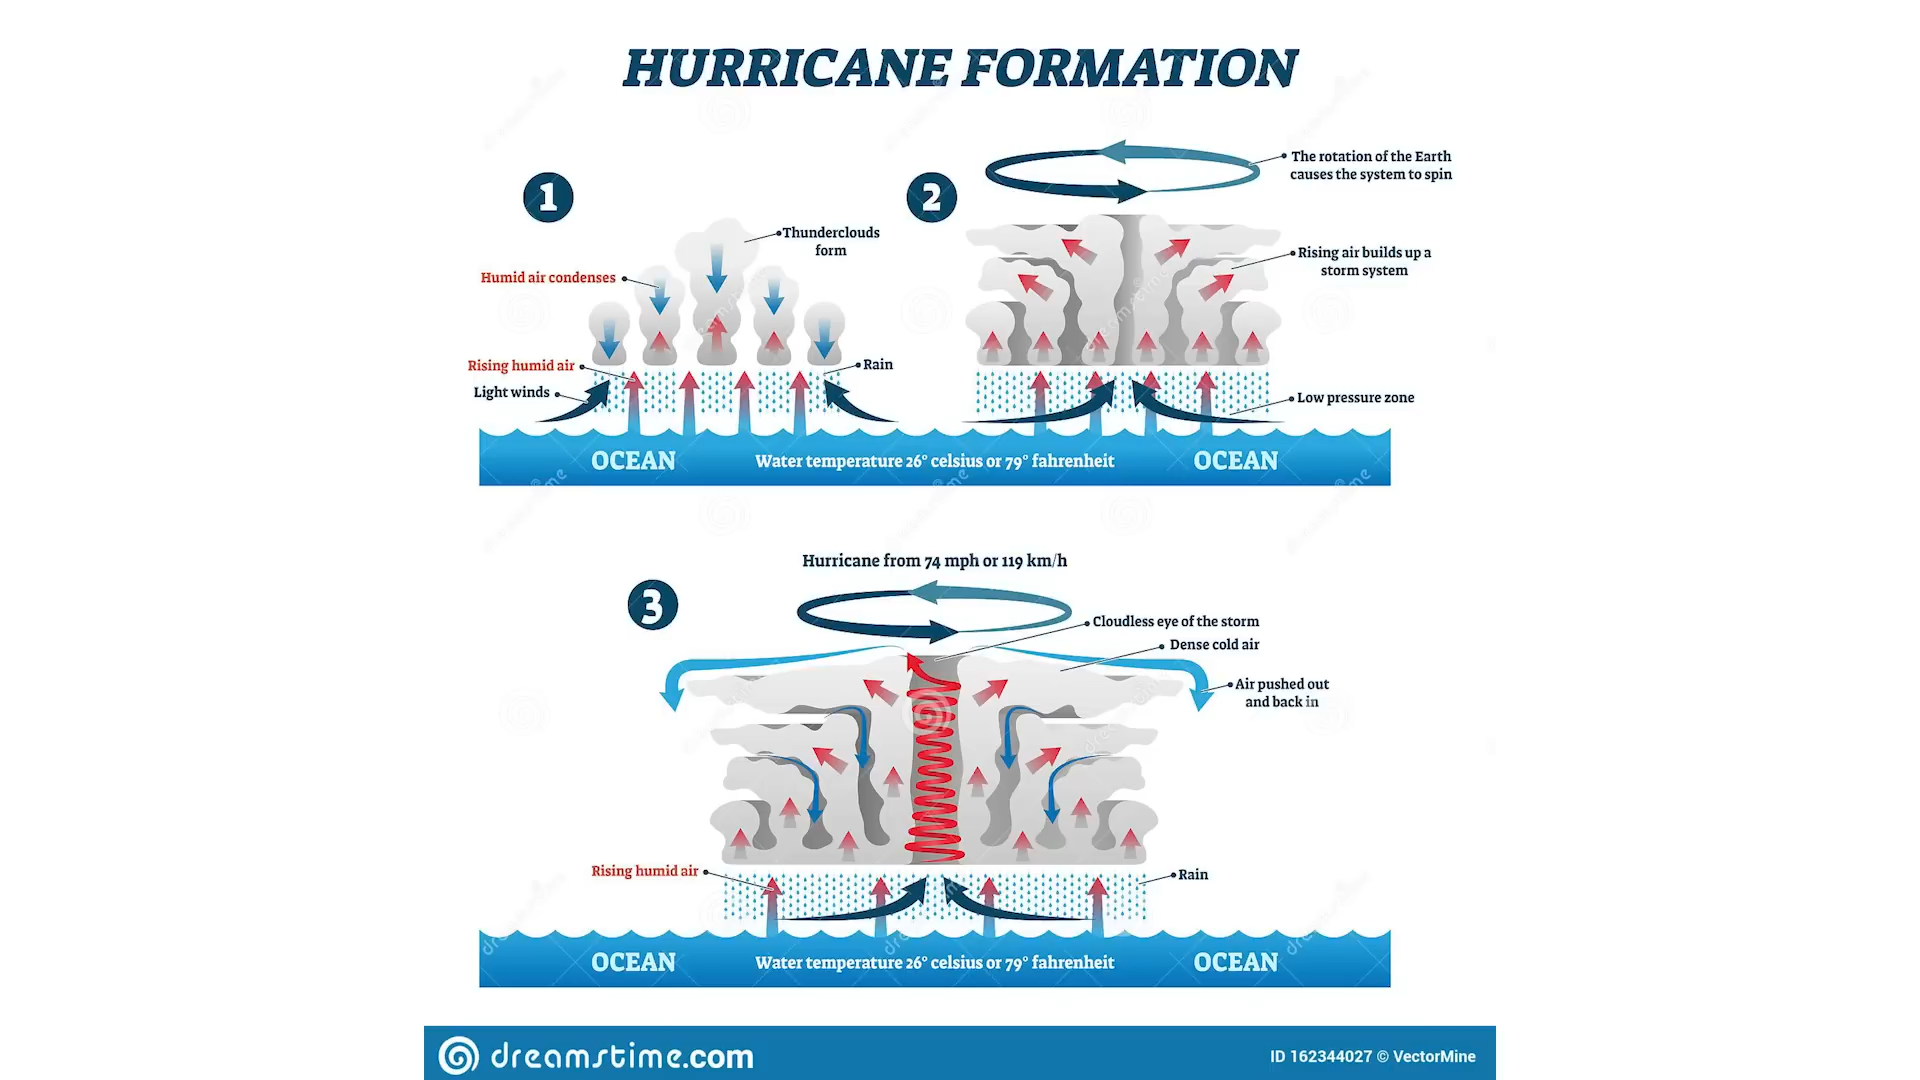 HURRICANE FORMATION
1
Thunderclouds
form
Humid air condenses
Rising humid air
Light winds
Rain
2
The rotation of the Earth
causes the system to spin
Rising air builds up a
storm system
Low pressure zone
OCEAN
Water temperature 26° celsius or 79° fahrenheit
OCEAN
Hurricane from 74 mph or 119 km/h
3
Cloudless eye of the storm
Dense cold air
Air pushed out
and back in
Rising humid air
Rain
OCEAN
Water temperature 26° celsius or 79° fahrenheit
OCEAN
dreamstime.com
ID 162344027 © VectorMine